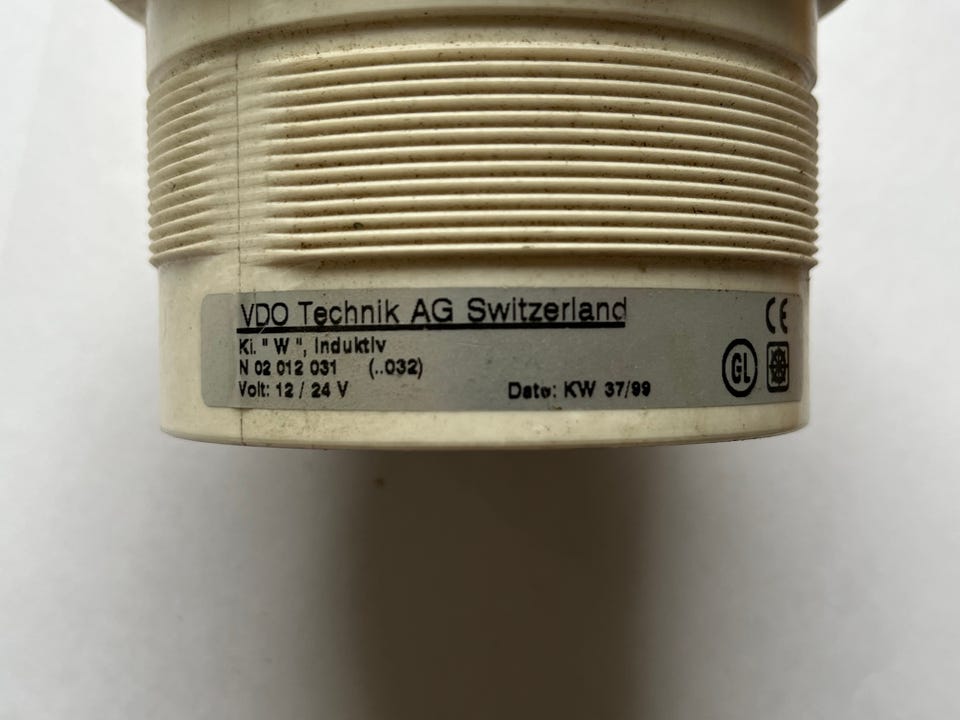 VDO Technik AG Switzerland
Kl. " W ", Induktiv
N 02 012 031 (..032)
Volt: 12 / 24 V Date: KW 37/99
CE
GL